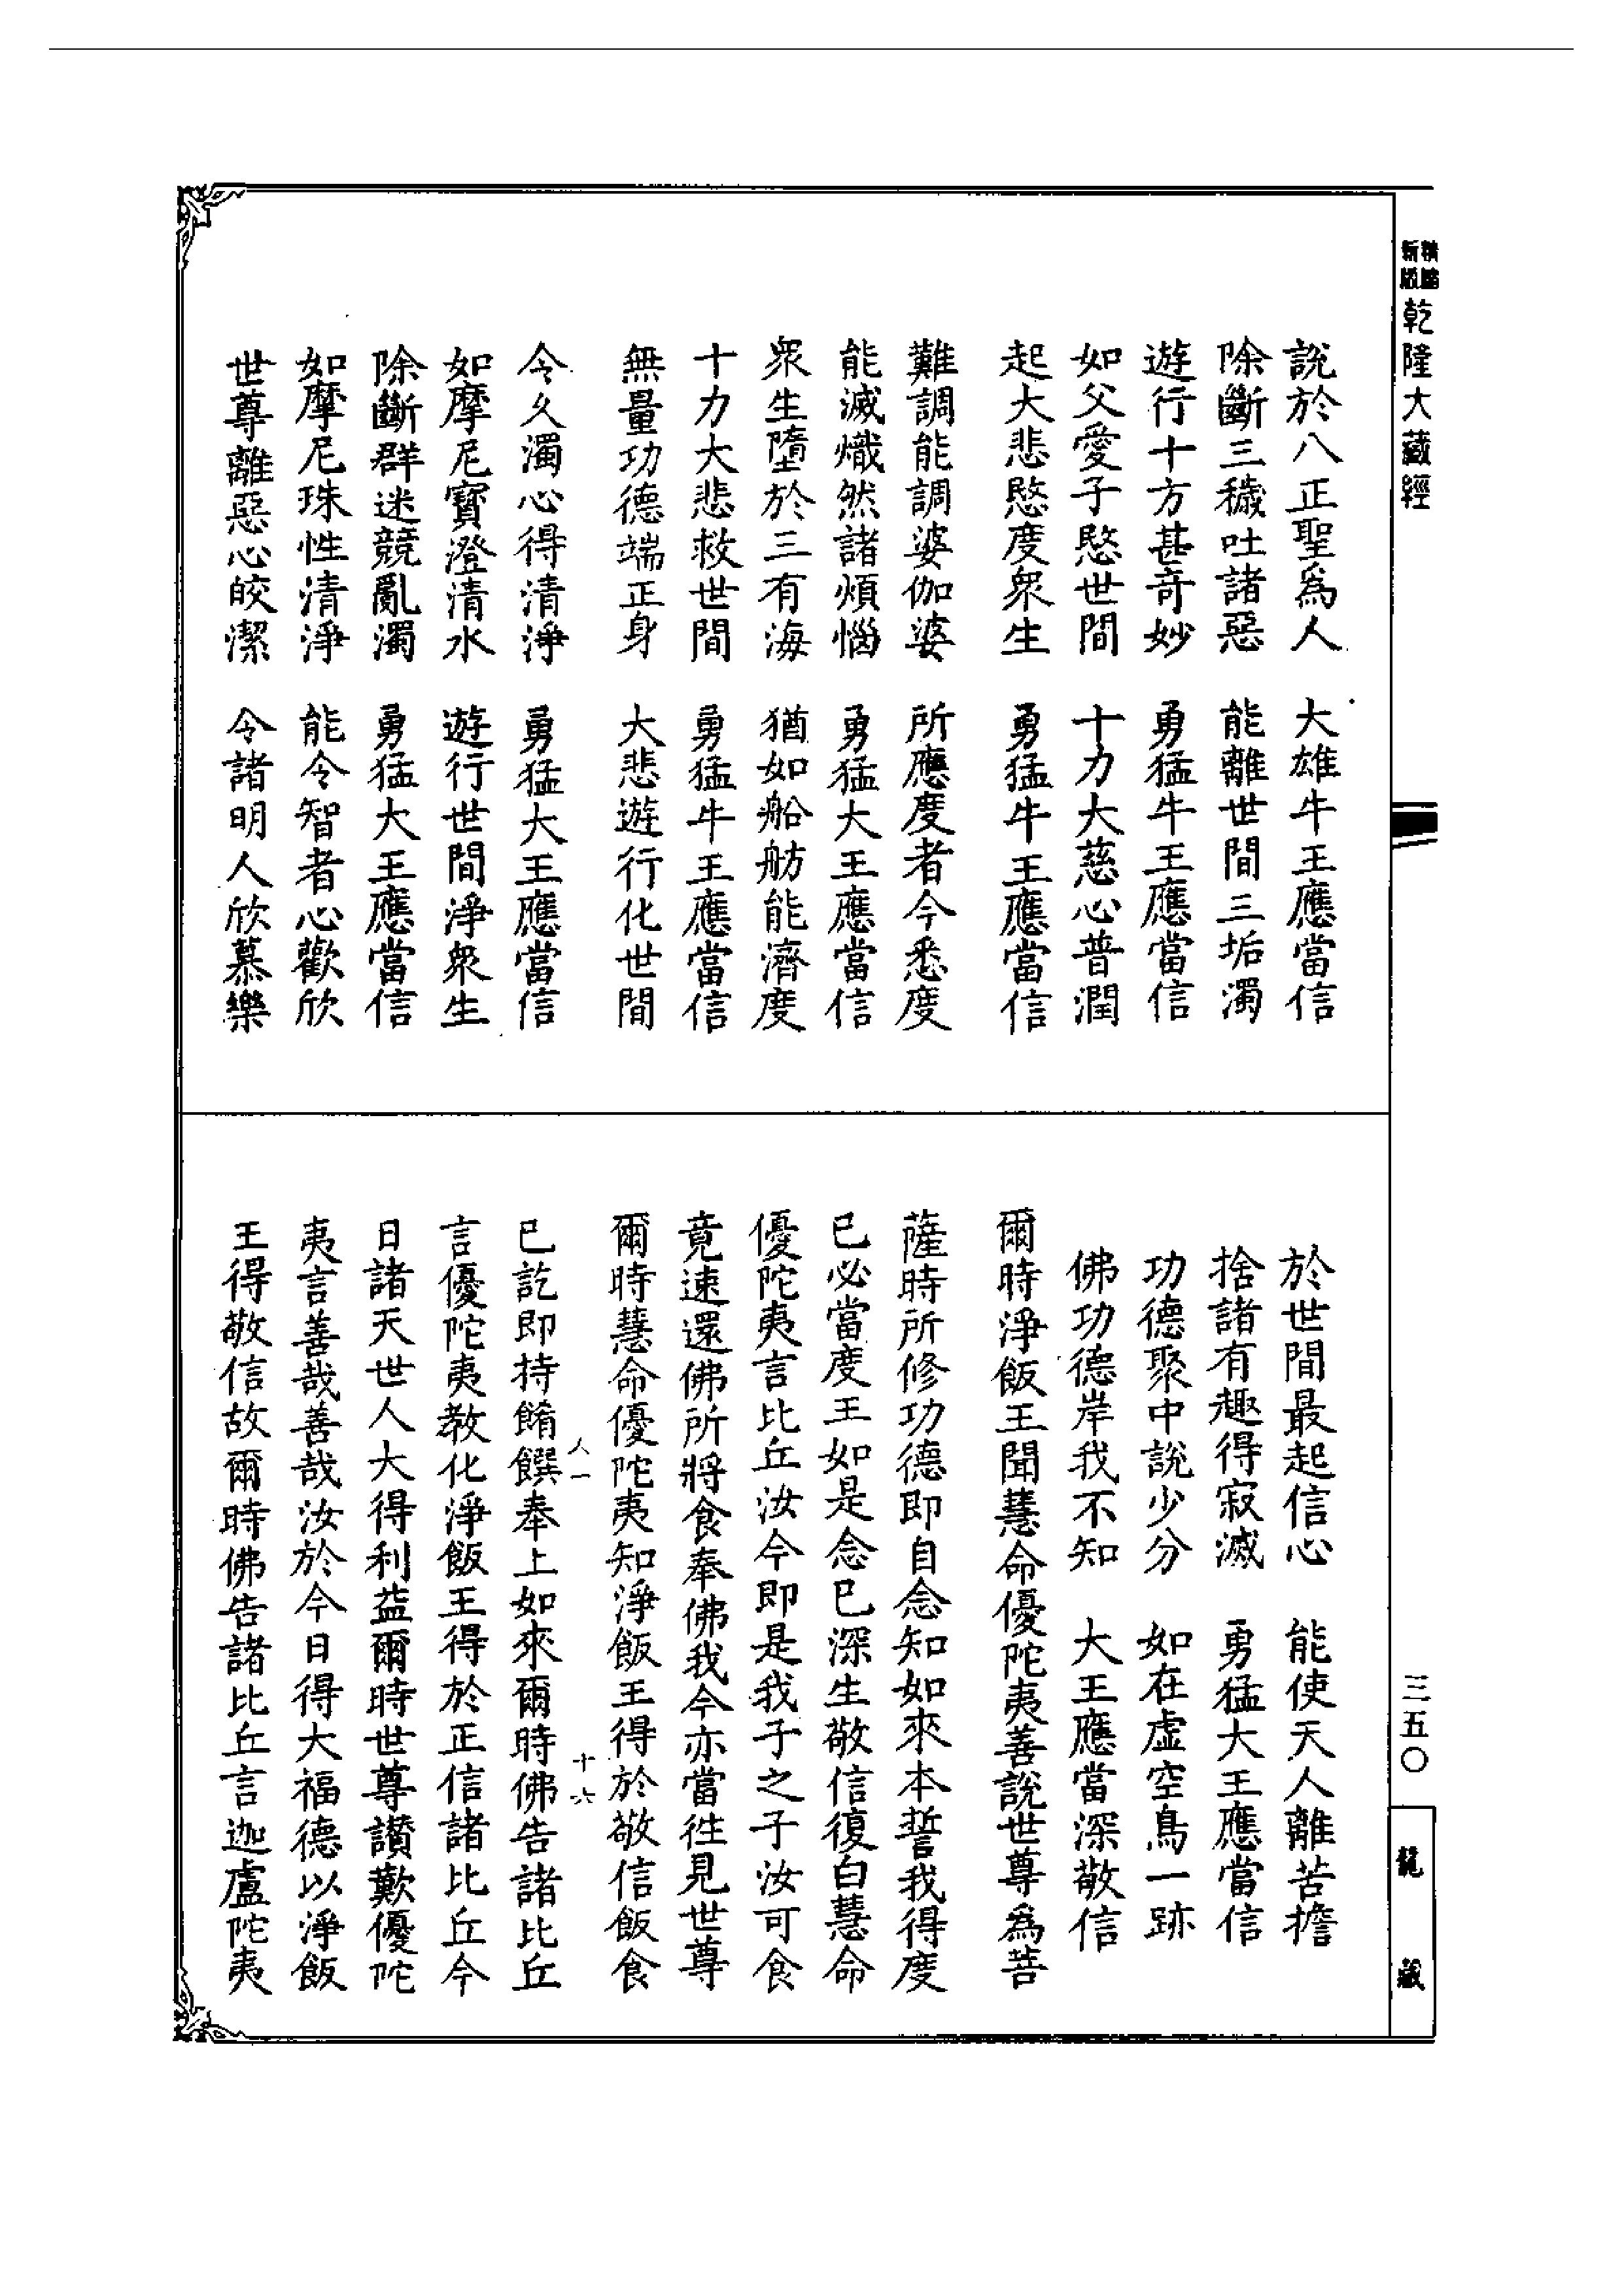 新版精縮乾隆大藏經
說於八正聖爲人　大雄牛王應當信
除斷三穢吐諸惡　能離世間三垢濁
遊行十方甚奇妙　勇猛牛王應當信
如父愛子愍世間　十力大慈心普潤
起大悲愍度衆生　勇猛牛王應當信
難調能調婆伽婆　所應度者今悉度
能滅熾然諸煩惱　勇猛大王應當信
衆生墮於三有海　猶如船舫能濟度
十力大悲救世間　勇猛牛王應當信
無量功德端正身　大悲遊行化世間
令久濁心得清淨　勇猛大王應當信
如摩尼寶澄清水　遊行世間淨衆生
除斷群迷競亂濁　勇猛大王應當信
如摩尼珠性清淨　能令智者心歡欣
世尊離惡心皎潔　令諸明人欣慕樂
於世間最起信心　能使天人離苦擔
捨諸有趣得寂滅　勇猛大王應當信
功德聚中說少分　如在虛空鳥一跡
佛功德岸我不知　大王應當深敬信
爾時淨飯王聞慧命優陀夷善說世尊爲菩
薩時所修功德即自念知如來本誓我得度
已必當度王如是念已深生敬信復白慧命
優陀夷言比丘汝今即是我子之子汝可食
竟速還佛所將食奉佛我今亦當往見世尊
爾時慧命優陀夷知淨飯王得於敬信飯食
人一　十六
已訖即持餚饌奉上如來爾時佛告諸比丘
言優陀夷教化淨飯王得於正信諸比丘今
日諸天世人大得利益爾時世尊讃歎優陀
夷言善哉善哉汝於今日得大福德以淨飯
王得敬信故爾時佛告諸比丘言迦盧陀夷
三五〇
龍藏